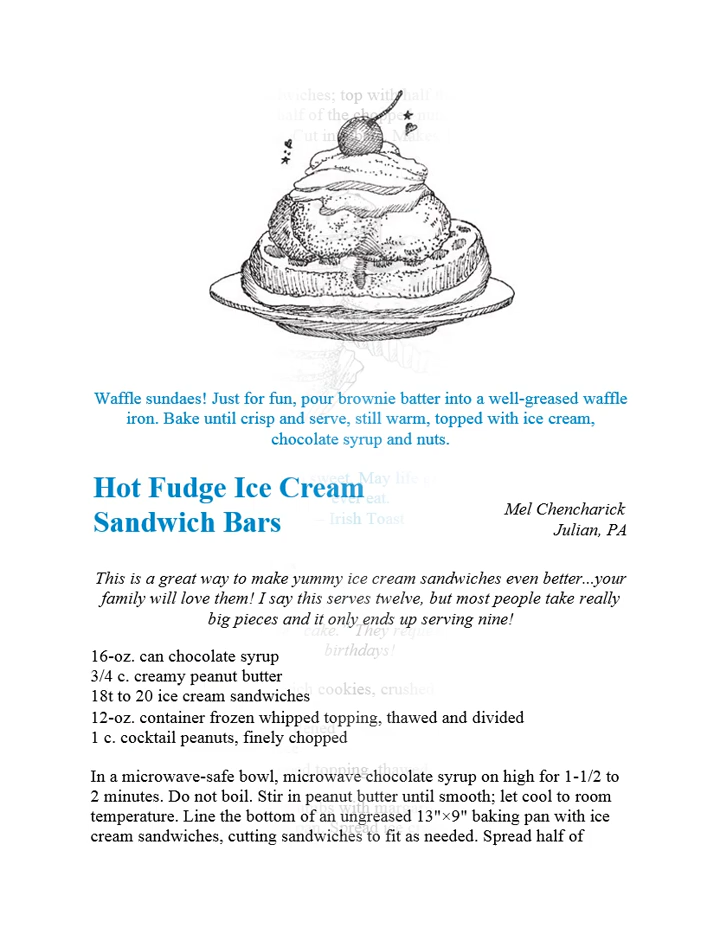 Waffle sundaes! Just for fun, pour brownie batter into a well-greased waffle
iron. Bake until crisp and serve, still warm, topped with ice cream,
chocolate syrup and nuts.
Hot Fudge Ice Cream
Sandwich Bars
Mel Chencharick
Julian, PA
This is a great way to make yummy ice cream sandwiches even better...your
family will love them! I say this serves twelve, but most people take really
big pieces and it only ends up serving nine!
16-oz. can chocolate syrup
3/4 c. creamy peanut butter
18t to 20 ice cream sandwiches
12-oz. container frozen whipped topping, thawed and divided
1 c. cocktail peanuts, finely chopped
In a microwave-safe bowl, microwave chocolate syrup on high for 1-1/2 to
2 minutes. Do not boil. Stir in peanut butter until smooth; let cool to room
temperature. Line the bottom of an ungreased 13"×9" baking pan with ice
cream sandwiches, cutting sandwiches to fit as needed. Spread half of